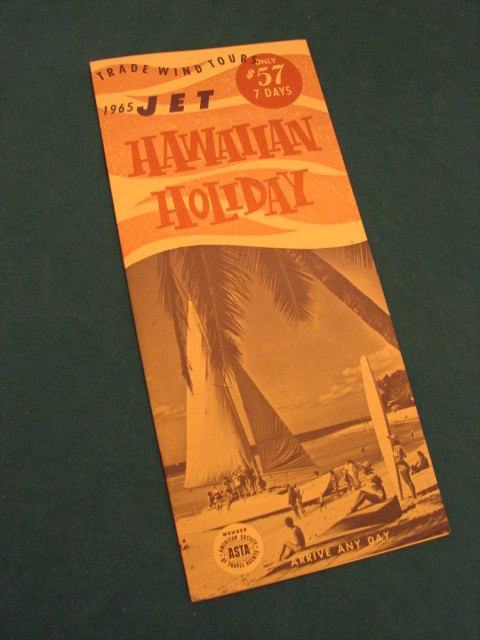 TRADE WIND TOURS
ONLY
$57
7 DAYS
1965 JET
HAWAIIAN
HOLIDAY
MEMBER
AMERICAN SOCIETY
ASTA
OF TRAVEL AGENTS
ARRIVE ANY DAY